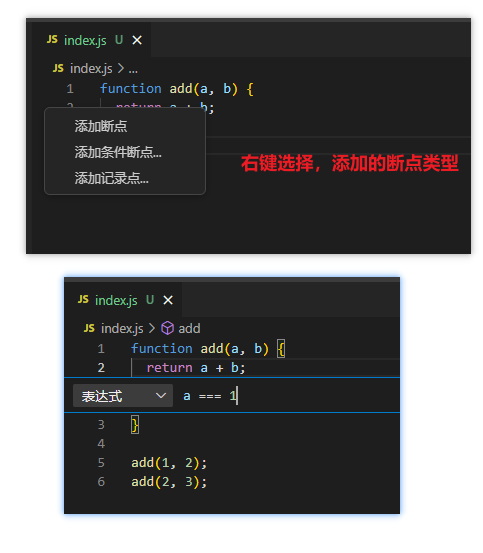 JS index.js U ×
JS index.js > ...
1 function add(a, b) {
2 return a + b;
添加断点
添加条件断点...
添加记录点...
右键选择，添加的断点类型
JS index.js U ×
JS index.js > add
1 function add(a, b) {
2 return a + b;
表达式 a === 1
3 }
4
5 add(1, 2);
6 add(2, 3);